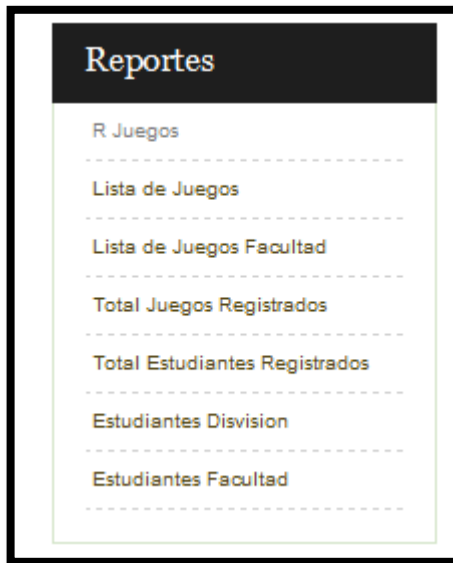 Reportes
R Juegos
Lista de Juegos
Lista de Juegos Facultad
Total Juegos Registrados
Total Estudiantes Registrados
Estudiantes Disvision
Estudiantes Facultad